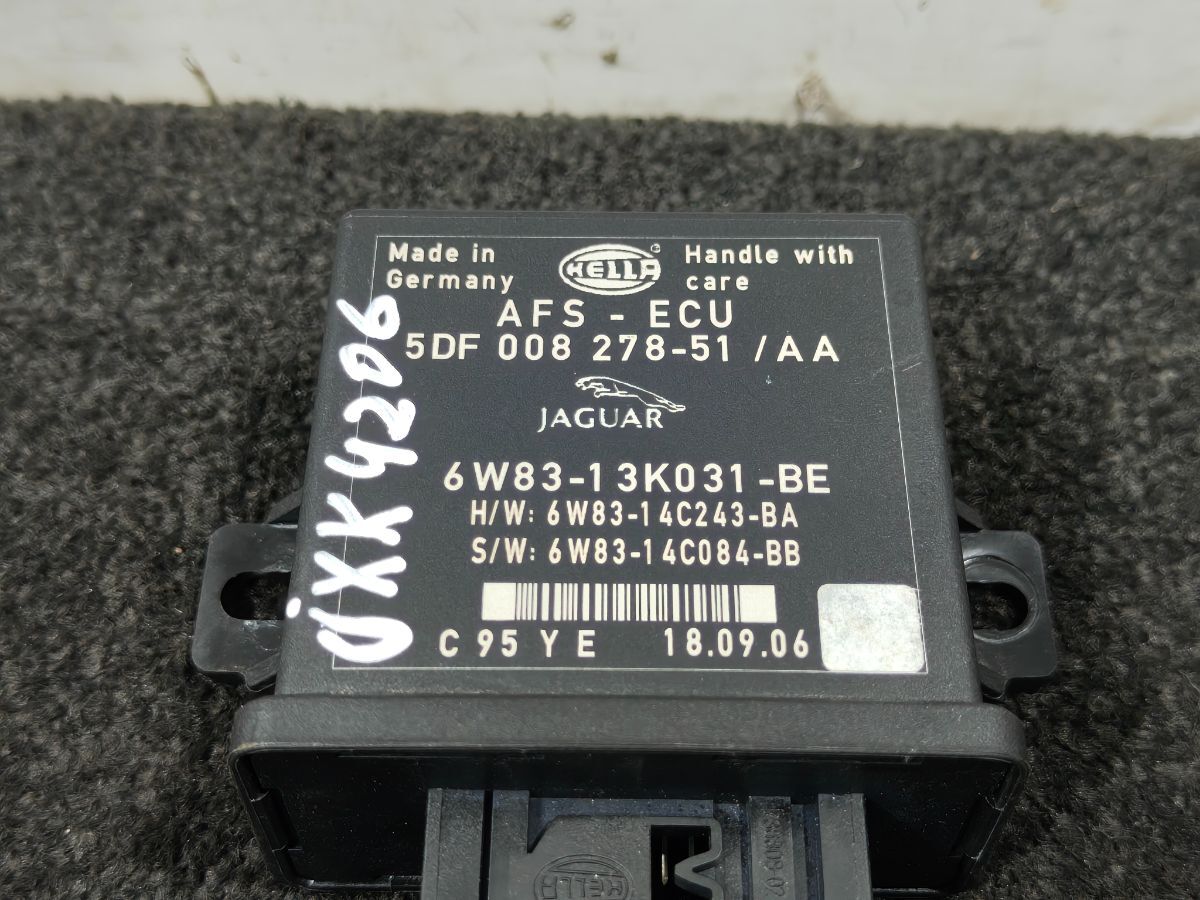 Made in
Germany
HELLA
®
Handle with
care
AFS - ECU
5DF 008 278-51 /AA
JAGUAR
6W83-13K031-BE
H/W: 6W83-14C243-BA
S/W: 6W83-14C084-BB
C 95 Y E 18.09.06
jXK4206
HELLA